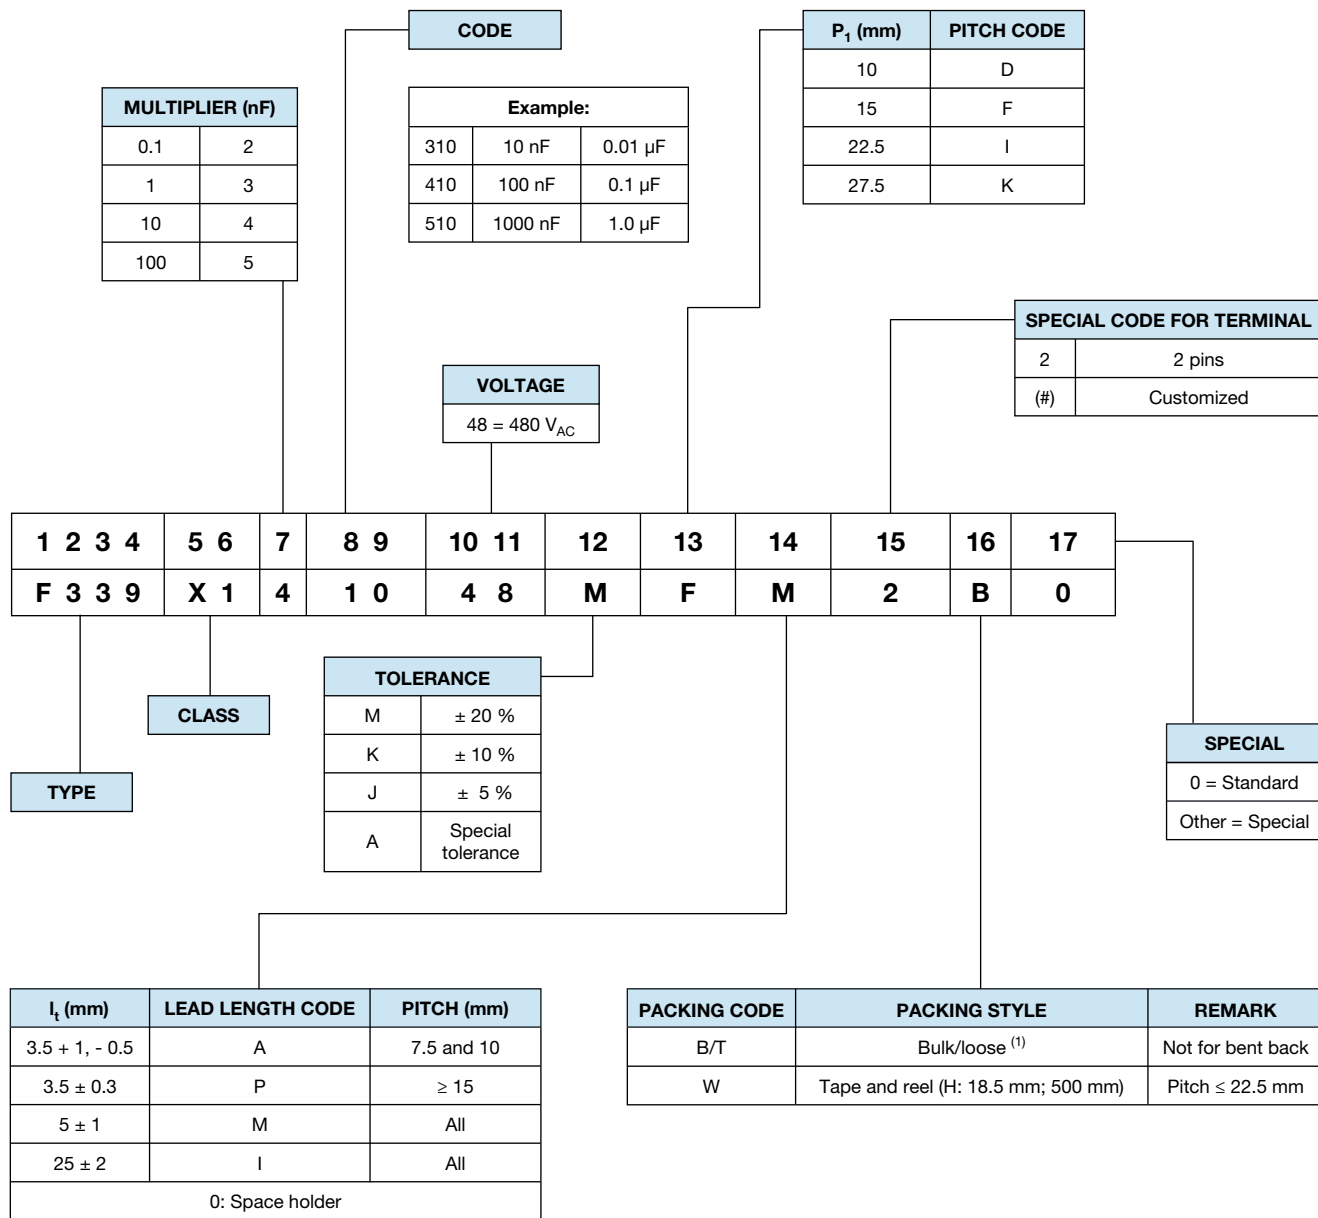 CODE
P1 (mm) PITCH CODE
10 D
15 F
22.5 I
27.5 K
MULTIPLIER (nF)
0.1 2
1 3
10 4
100 5
Example:
310 10 nF 0.01 µF
410 100 nF 0.1 µF
510 1000 nF 1.0 µF
SPECIAL CODE FOR TERMINAL
2 2 pins
(#) Customized
VOLTAGE
48 = 480 VAC
1 2 3 4 5 6 7 8 9 10 11 12 13 14 15 16 17
F 3 3 9 X 1 4 1 0 4 8 M F M 2 B 0
TOLERANCE
M ± 20 %
K ± 10 %
J ± 5 %
A Special
tolerance
CLASS
TYPE
SPECIAL
0 = Standard
Other = Special
lt (mm) LEAD LENGTH CODE PITCH (mm)
3.5 + 1, - 0.5 A 7.5 and 10
3.5 ± 0.3 P ≥ 15
5 ± 1 M All
25 ± 2 I All
0: Space holder
PACKING CODE PACKING STYLE REMARK
B/T Bulk/loose (1) Not for bent back
W Tape and reel (H: 18.5 mm; 500 mm) Pitch ≤ 22.5 mm